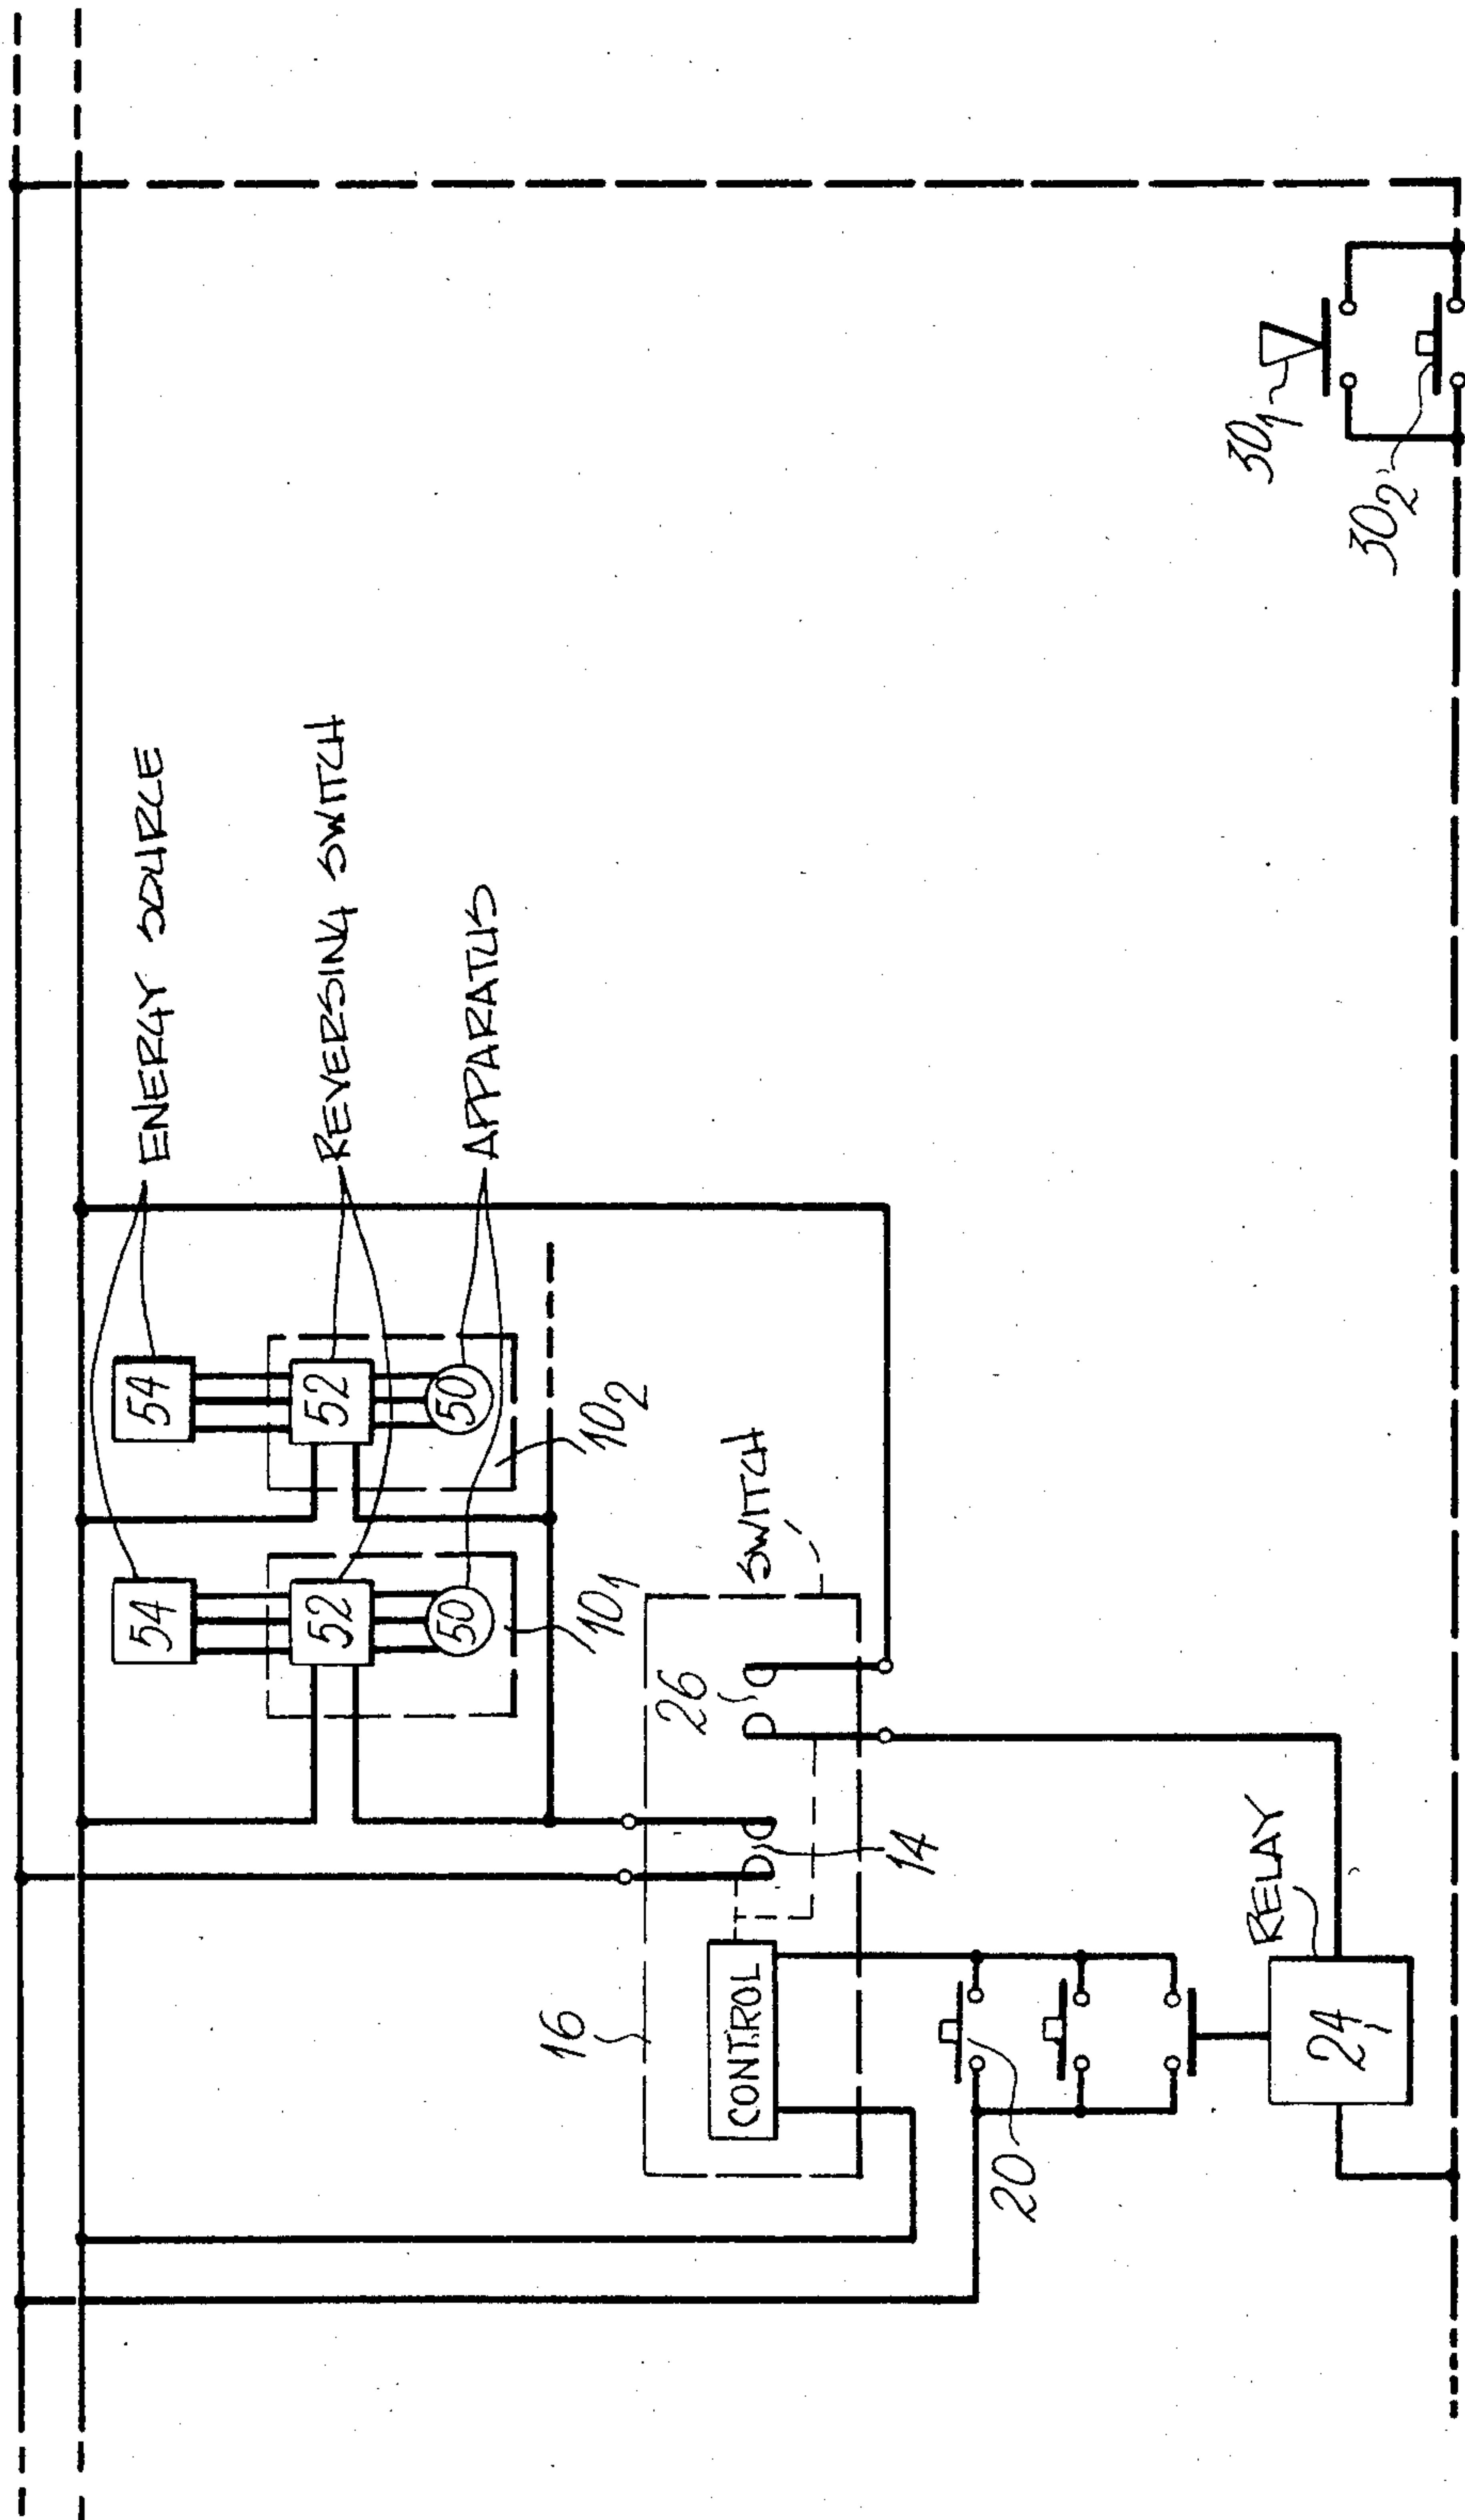 ENERGY SOURCE
REVERSING SWITCH
APPARATUS
54
54
52
52
50
50
10₁
10₂
SWITCH
26
14
16
CONTROL
20
RELAY
24₁
30₁
30₂